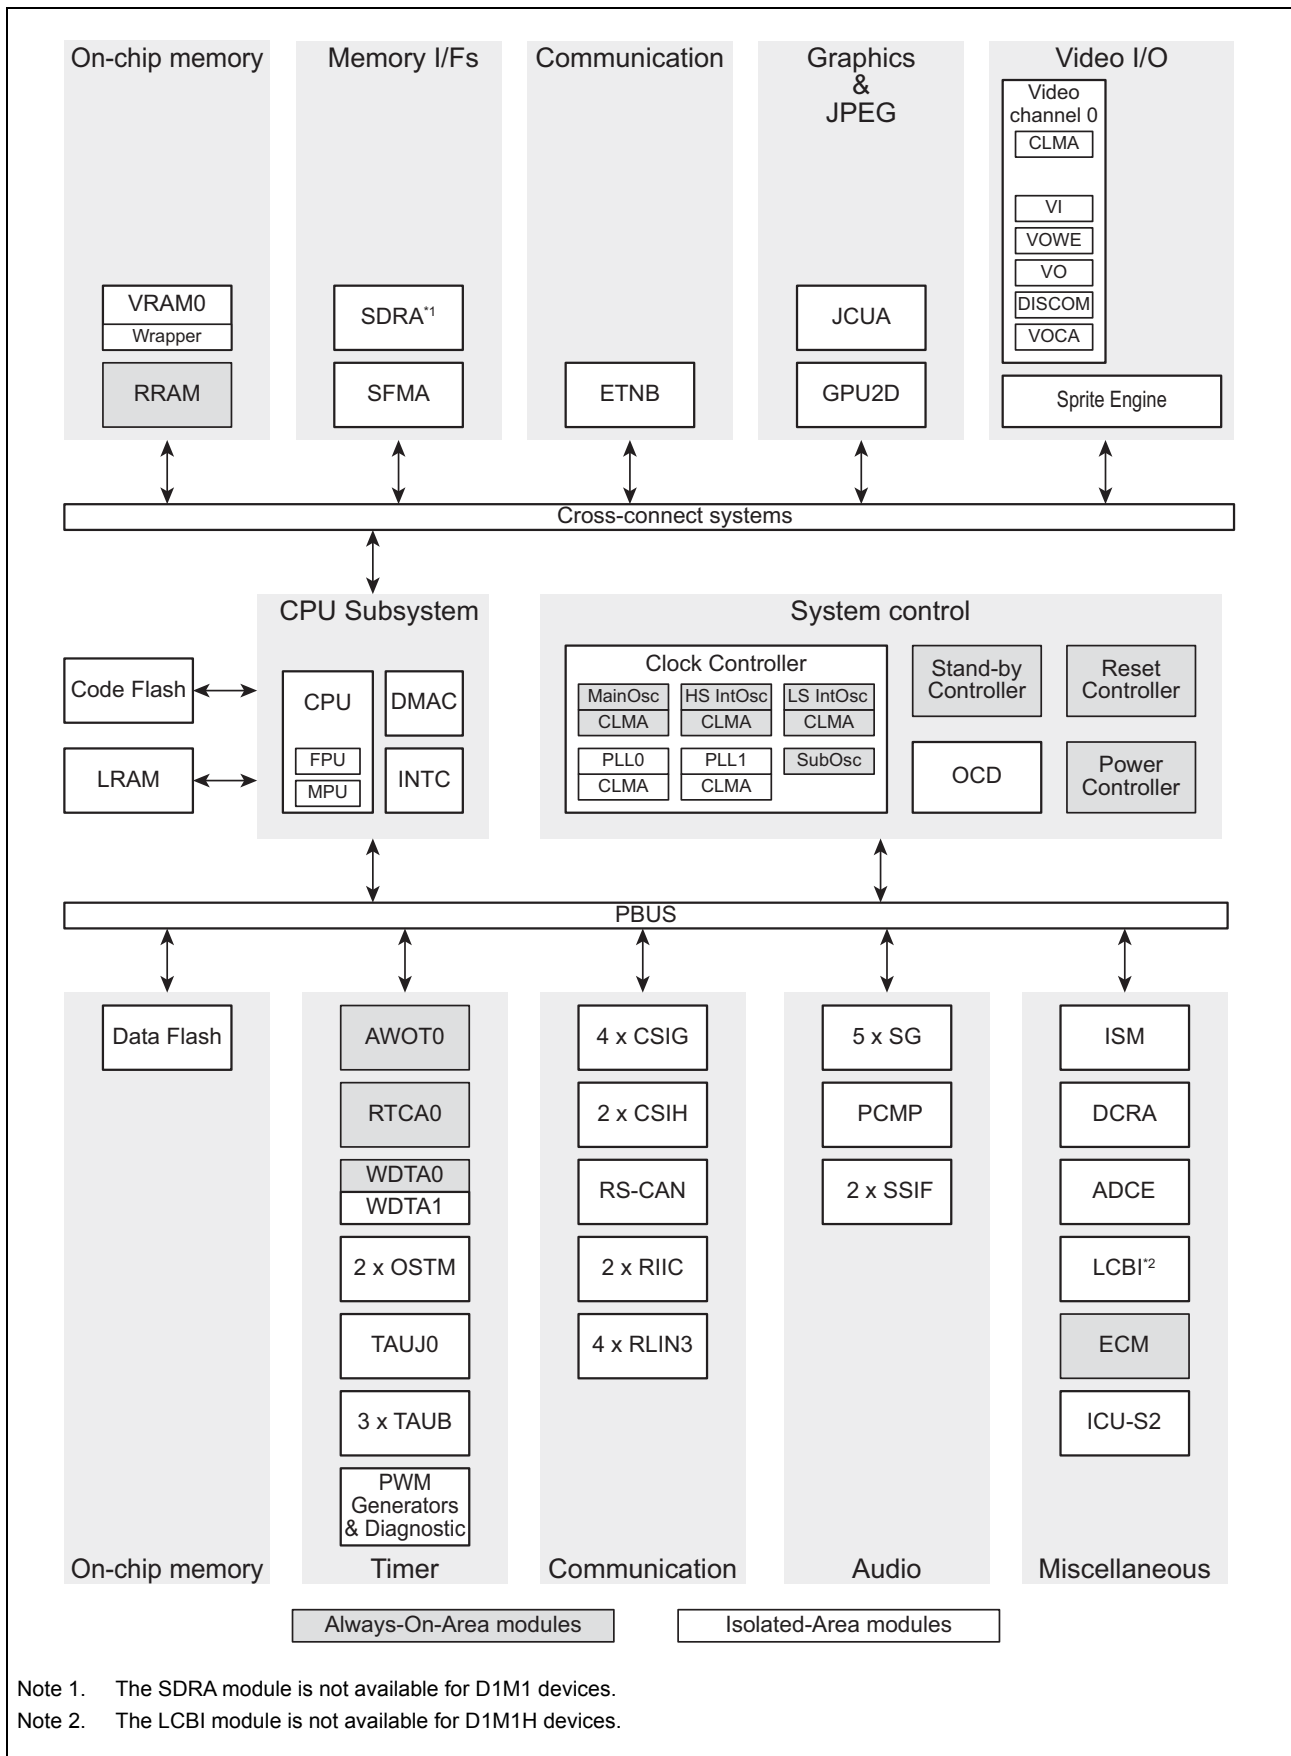 On-chip memory
Memory I/Fs
Communication
Graphics
&
JPEG
Video I/O
Video
channel 0
CLMA
VI
VOWE
VO
DISCOM
VOCA
VRAM0
Wrapper
SDRA*1
JCUA
RRAM
SFMA
ETNB
GPU2D
Sprite Engine
Cross-connect systems
CPU Subsystem
System control
Code Flash
LRAM
CPU
FPU
MPU
DMAC
INTC
Clock Controller
MainOsc
CLMA
HS IntOsc
CLMA
LS IntOsc
CLMA
PLL0
CLMA
PLL1
CLMA
SubOsc
Stand-by
Controller
Reset
Controller
OCD
Power
Controller
PBUS
Data Flash
On-chip memory
AWOT0
RTCA0
WDTA0
WDTA1
2 x OSTM
TAUJ0
3 x TAUB
PWM
Generators
& Diagnostic
Timer
4 x CSIG
2 x CSIH
RS-CAN
2 x RIIC
4 x RLIN3
Communication
5 x SG
PCMP
2 x SSIF
Audio
ISM
DCRA
ADCE
LCBI*2
ECM
ICU-S2
Miscellaneous
Always-On-Area modules
Isolated-Area modules
Note 1. The SDRA module is not available for D1M1 devices.
Note 2. The LCBI module is not available for D1M1H devices.